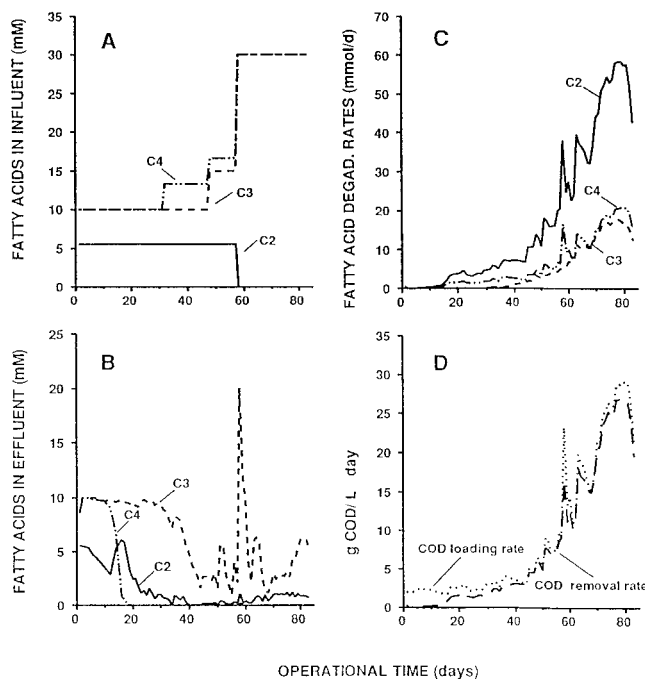 A
FATTY ACIDS IN INFLUENT (mM)
35
30
25
20
15
10
5
0
C4
C3
C2
0 20 40 60 80
C
FATTY ACID DEGRAD. RATES (mmol/d)
70
60
50
40
30
20
10
0
C2
C4
C3
0 20 40 60 80
B
FATTY ACIDS IN EFFLUENT (mM)
25
20
15
10
5
0
C3
C4
C2
0 20 40 60 80
D
g COD/ L day
35
30
25
20
15
10
5
0
COD loading rate
COD removal rate
0 20 40 60 80
OPERATIONAL TIME (days)